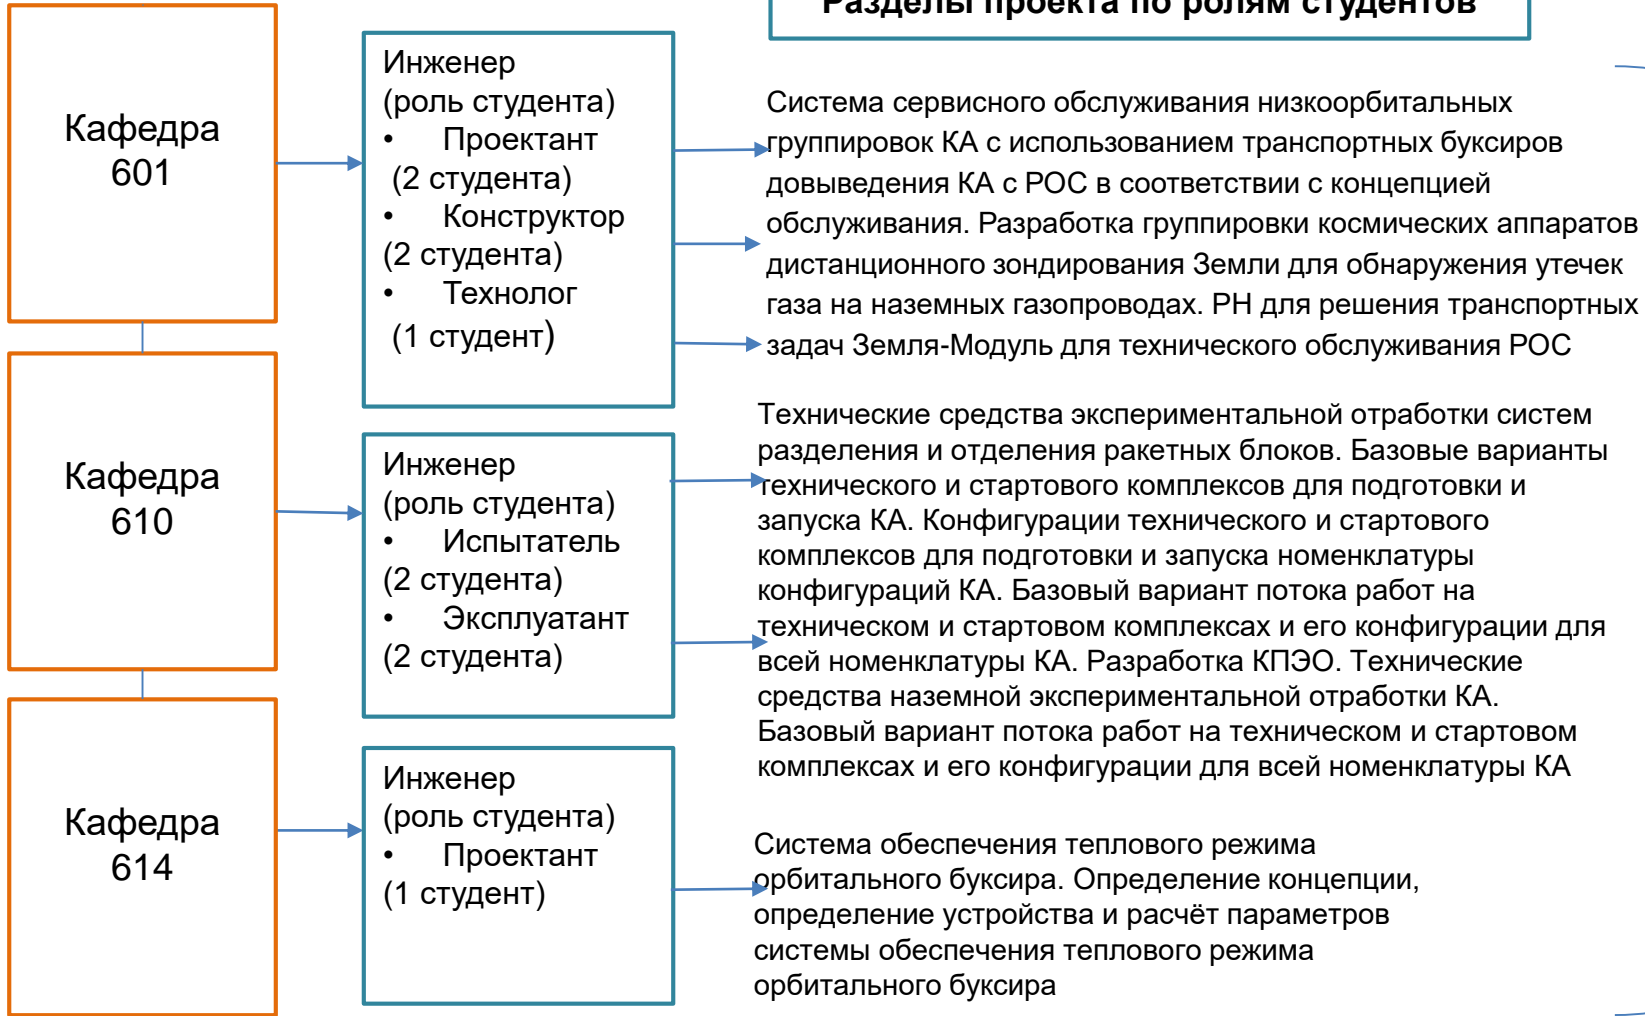 Разделы проекта по ролям студентов
Кафедра
601
Инженер
(роль студента)
• Проектант
(2 студента)
• Конструктор
(2 студента)
• Технолог
(1 студент)
Система сервисного обслуживания низкоорбитальных
группировок КА с использованием транспортных буксиров
довыведения КА с РОС в соответствии с концепцией
обслуживания. Разработка группировки космических аппаратов
дистанционного зондирования Земли для обнаружения утечек
газа на наземных газопроводах. РН для решения транспортных
задач Земля-Модуль для технического обслуживания РОС
Кафедра
610
Инженер
(роль студента)
• Испытатель
(2 студента)
• Эксплуатант
(2 студента)
Технические средства экспериментальной отработки систем
разделения и отделения ракетных блоков. Базовые варианты
технического и стартового комплексов для подготовки и
запуска КА. Конфигурации технического и стартового
комплексов для подготовки и запуска номенклатуры
конфигураций КА. Базовый вариант потока работ на
техническом и стартовом комплексах и его конфигурации для
всей номенклатуры КА. Разработка КПЭО. Технические
средства наземной экспериментальной отработки КА.
Базовый вариант потока работ на техническом и стартовом
комплексах и его конфигурации для всей номенклатуры КА
Кафедра
614
Инженер
(роль студента)
• Проектант
(1 студент)
Система обеспечения теплового режима
орбитального буксира. Определение концепции,
определение устройства и расчёт параметров
системы обеспечения теплового режима
орбитального буксира